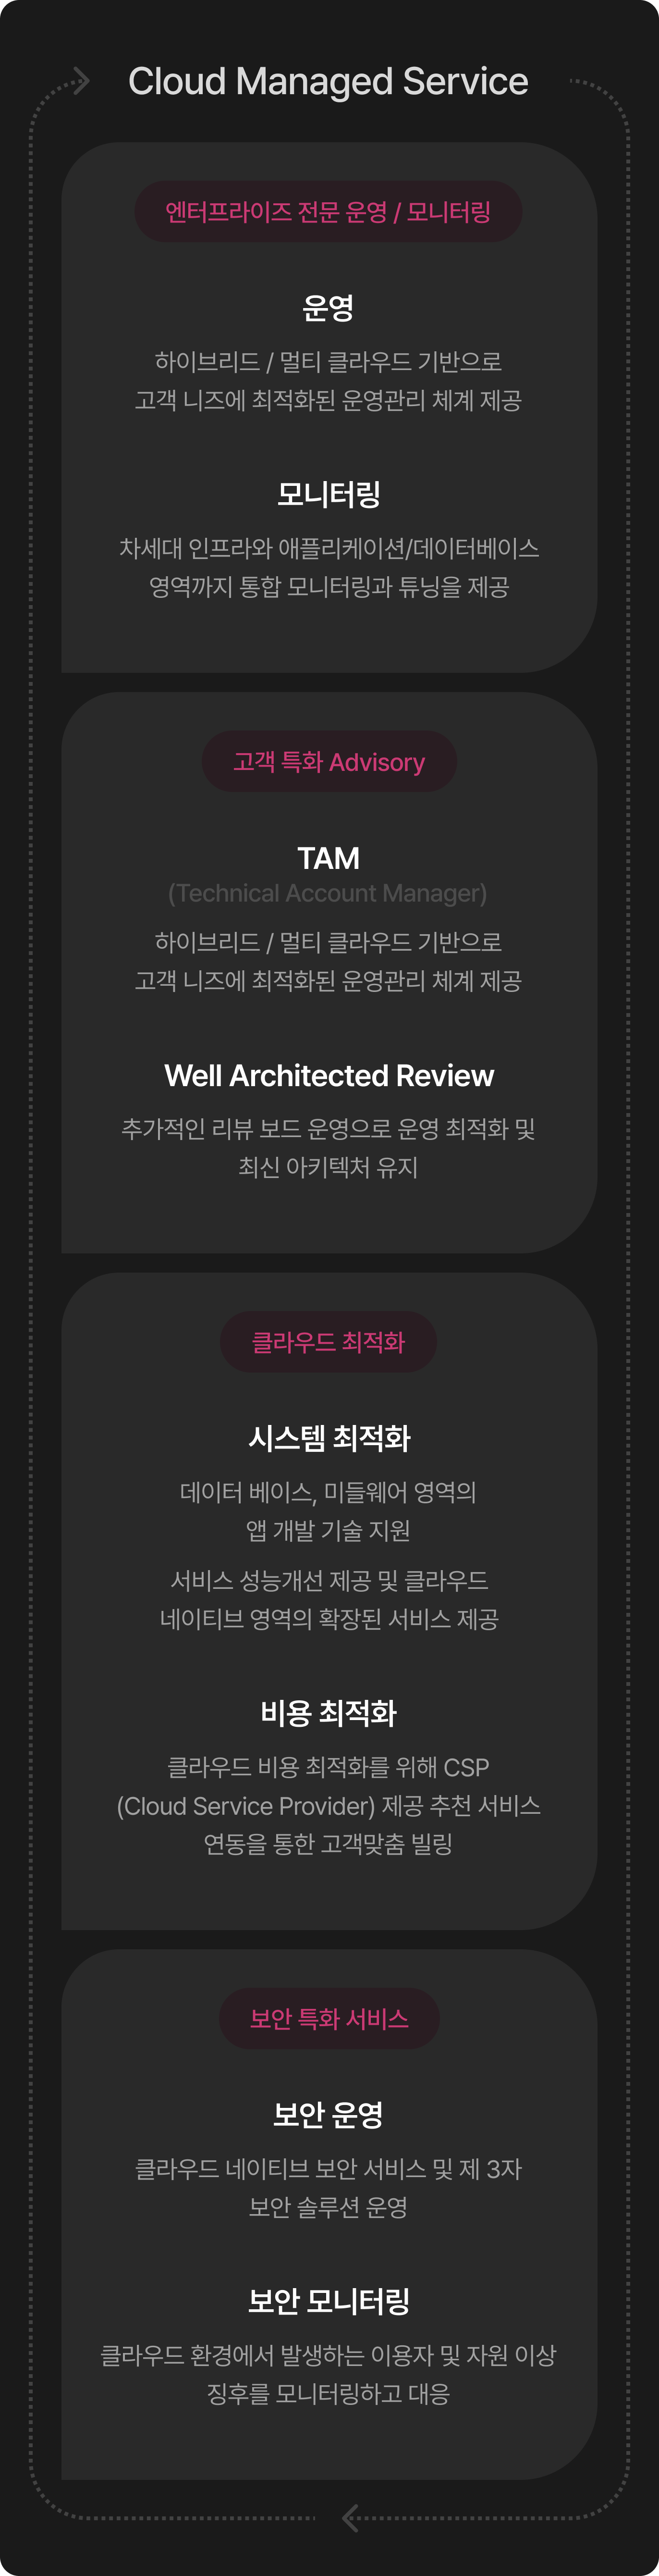 Cloud Managed Service
엔터프라이즈 전문 운영 / 모니터링
운영
하이브리드 / 멀티 클라우드 기반으로
고객 니즈에 최적화된 운영관리 체계 제공
모니터링
차세대 인프라와 애플리케이션/데이터베이스
영역까지 통합 모니터링과 튜닝을 제공
고객 특화 Advisory
TAM
(Technical Account Manager)
하이브리드 / 멀티 클라우드 기반으로
고객 니즈에 최적화된 운영관리 체계 제공
Well Architected Review
추가적인 리뷰 보드 운영으로 운영 최적화 및
최신 아키텍처 유지
클라우드 최적화
시스템 최적화
데이터 베이스, 미들웨어 영역의
앱 개발 기술 지원
서비스 성능개선 제공 및 클라우드
네이티브 영역의 확장된 서비스 제공
비용 최적화
클라우드 비용 최적화를 위해 CSP
(Cloud Service Provider) 제공 추천 서비스
연동을 통한 고객맞춤 빌링
보안 특화 서비스
보안 운영
클라우드 네이티브 보안 서비스 및 제 3자
보안 솔루션 운영
보안 모니터링
클라우드 환경에서 발생하는 이용자 및 자원 이상
징후를 모니터링하고 대응